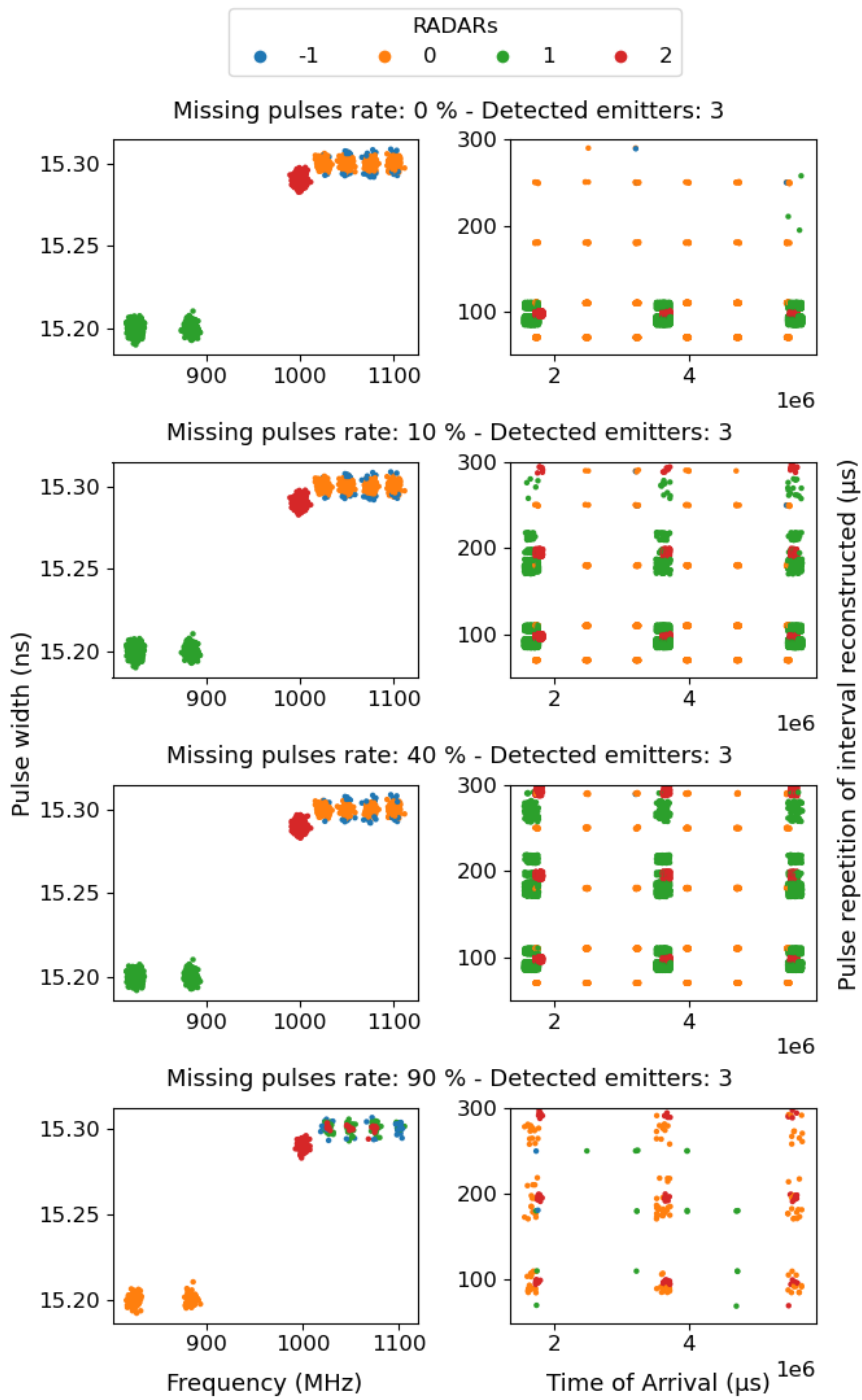 RADARs
-1 0 1 2
Missing pulses rate: 0 % - Detected emitters: 3
15.30
15.25
15.20
900 1000 1100
300
200
100
2 4
1e6
Missing pulses rate: 10 % - Detected emitters: 3
15.30
15.25
15.20
900 1000 1100
300
200
100
2 4
1e6
Missing pulses rate: 40 % - Detected emitters: 3
15.30
15.25
15.20
900 1000 1100
300
200
100
2 4
1e6
Missing pulses rate: 90 % - Detected emitters: 3
15.30
15.25
15.20
900 1000 1100
300
200
100
2 4
1e6
Pulse width (ns)
Pulse repetition of interval reconstructed (μs)
Frequency (MHz)
Time of Arrival (μs)